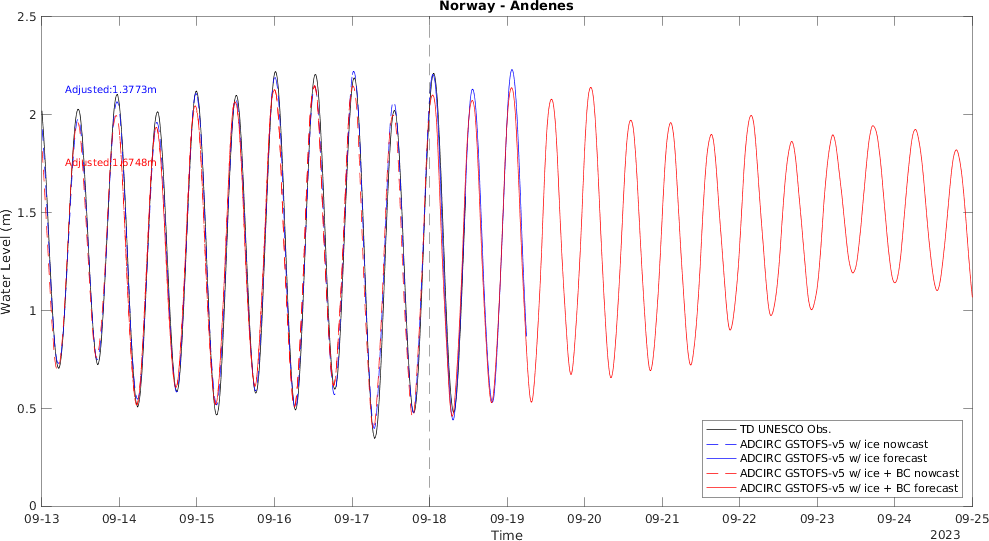 Norway - Andenes
2.5
2
1.5
1
0.5
0
Water Level (m)
Adjusted:1.3773m
Adjusted:1.5748m
TD UNESCO Obs.
ADCIRC GSTOFS-v5 w/ ice nowcast
ADCIRC GSTOFS-v5 w/ ice forecast
ADCIRC GSTOFS-v5 w/ ice + BC nowcast
ADCIRC GSTOFS-v5 w/ ice + BC forecast
09-13 09-14 09-15 09-16 09-17 09-18 09-19 09-20 09-21 09-22 09-23 09-24 09-25
Time
2023